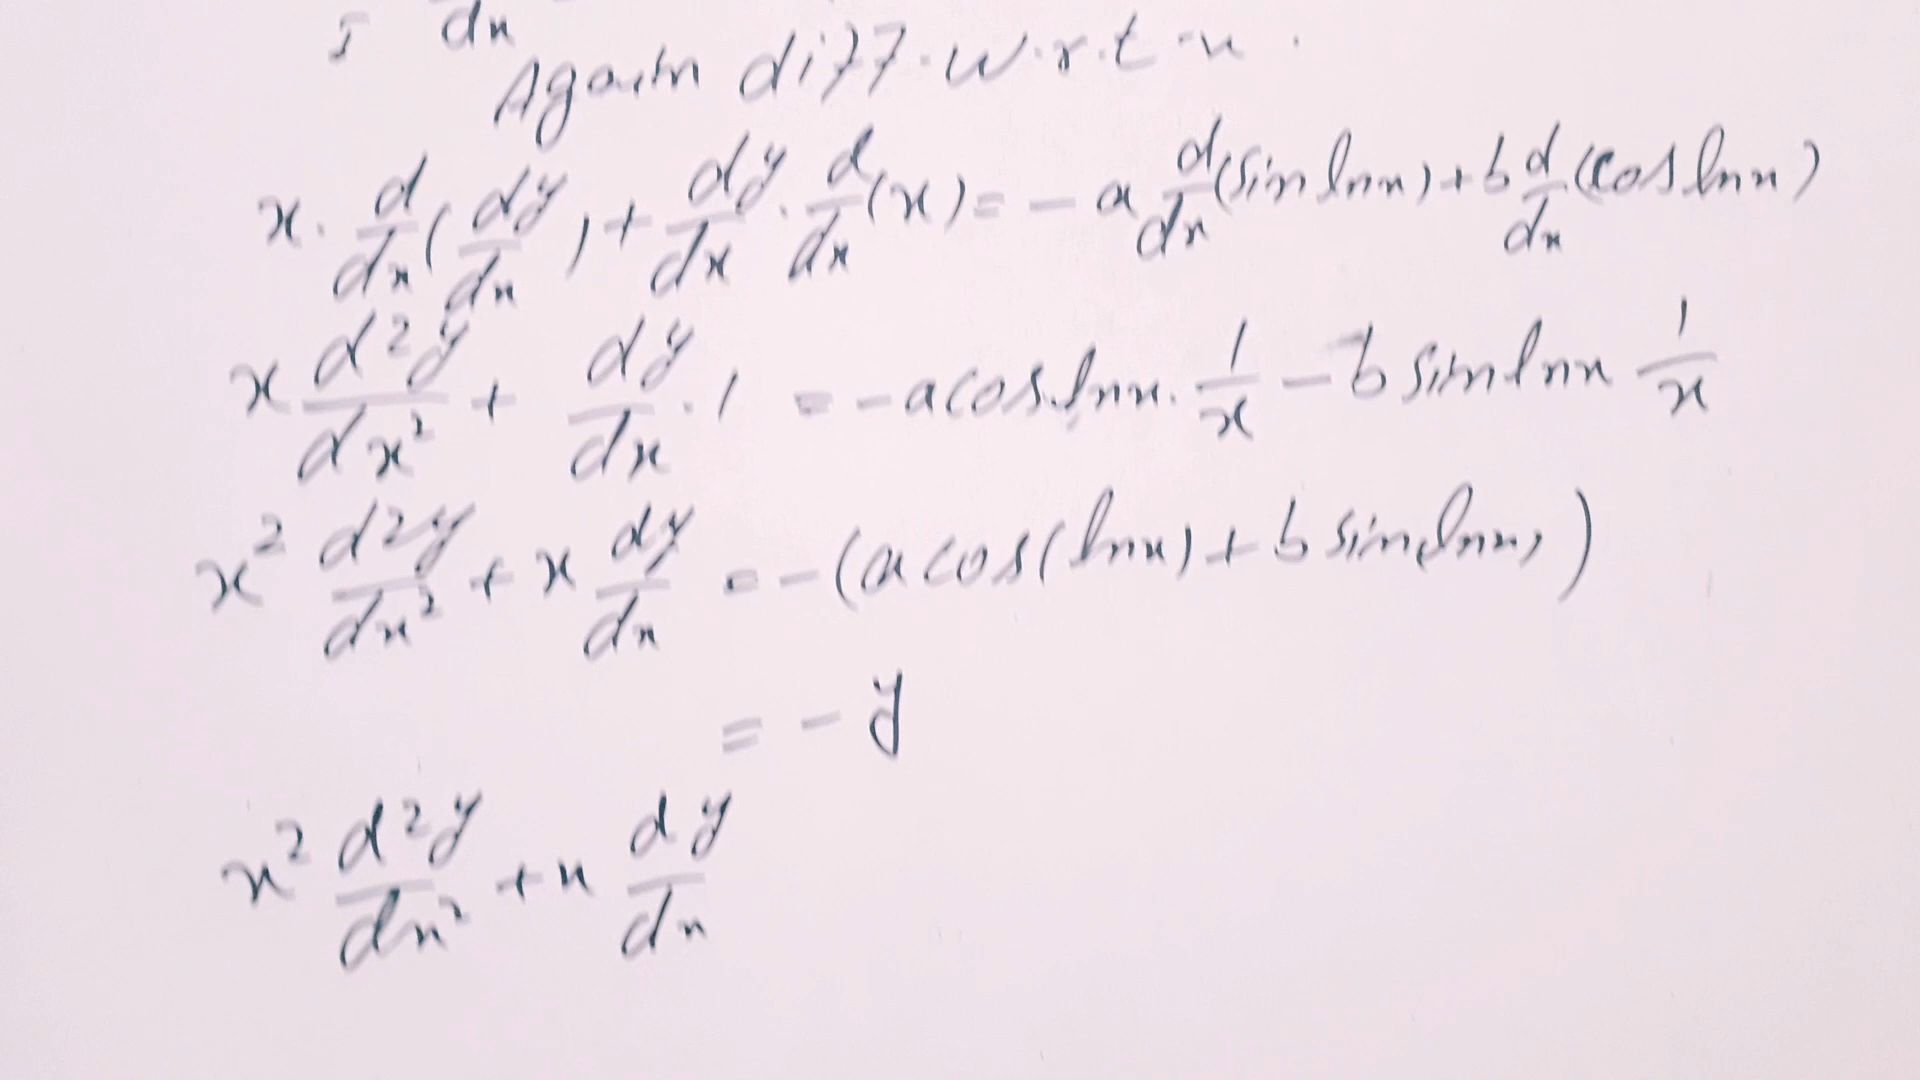 dx
Again diff. w.r.t. x.
x. d/dx (dy/dx) + dy/dx . d/dx (x) = - a d/dx (sin lnx) + b d/dx (cos lnx)
x d²y/dx² + dy/dx . 1 = - a cos. lnx. 1/x - b sin lnx 1/x
x² d²y/dx² + x dy/dx = - (a cos(lnx) + b sin(lnx))
= - y
x² d²y/dx² + x dy/dx